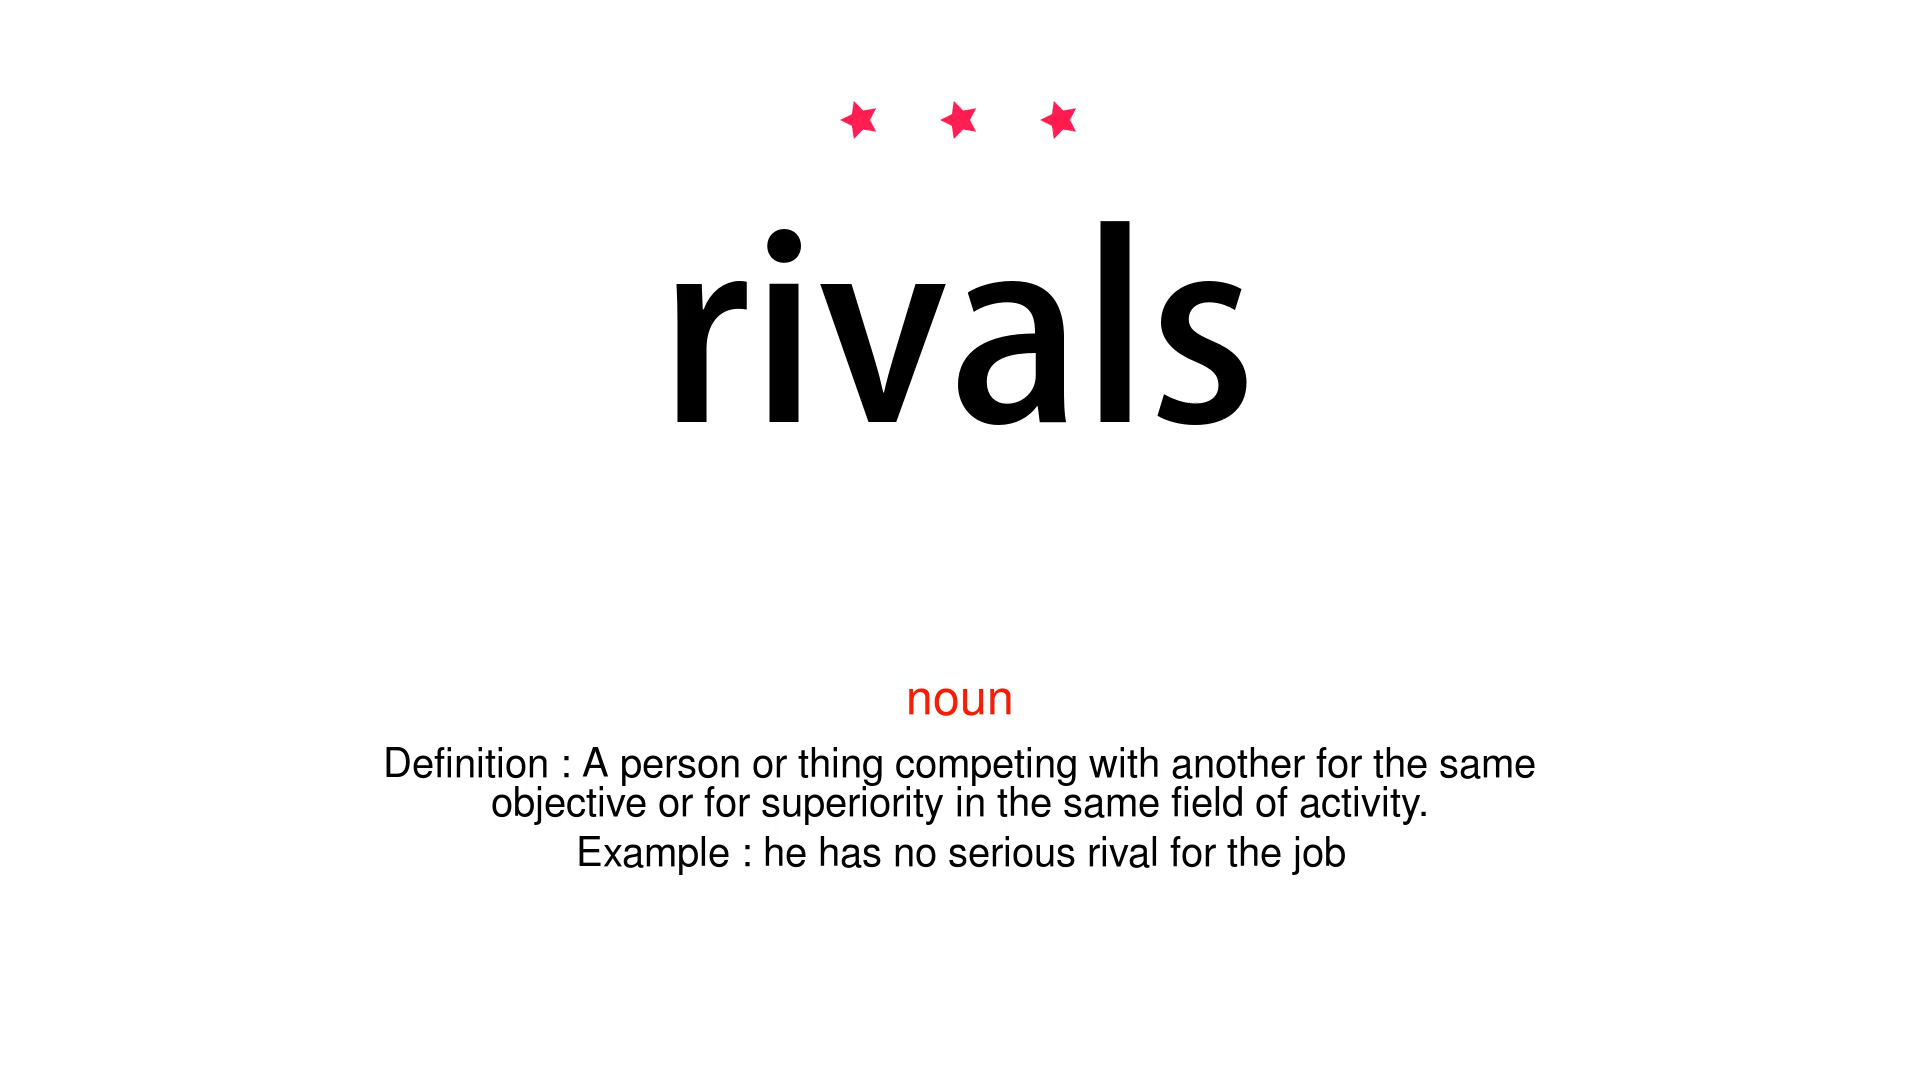 rivals
noun
Definition : A person or thing competing with another for the same
objective or for superiority in the same field of activity.
Example : he has no serious rival for the job